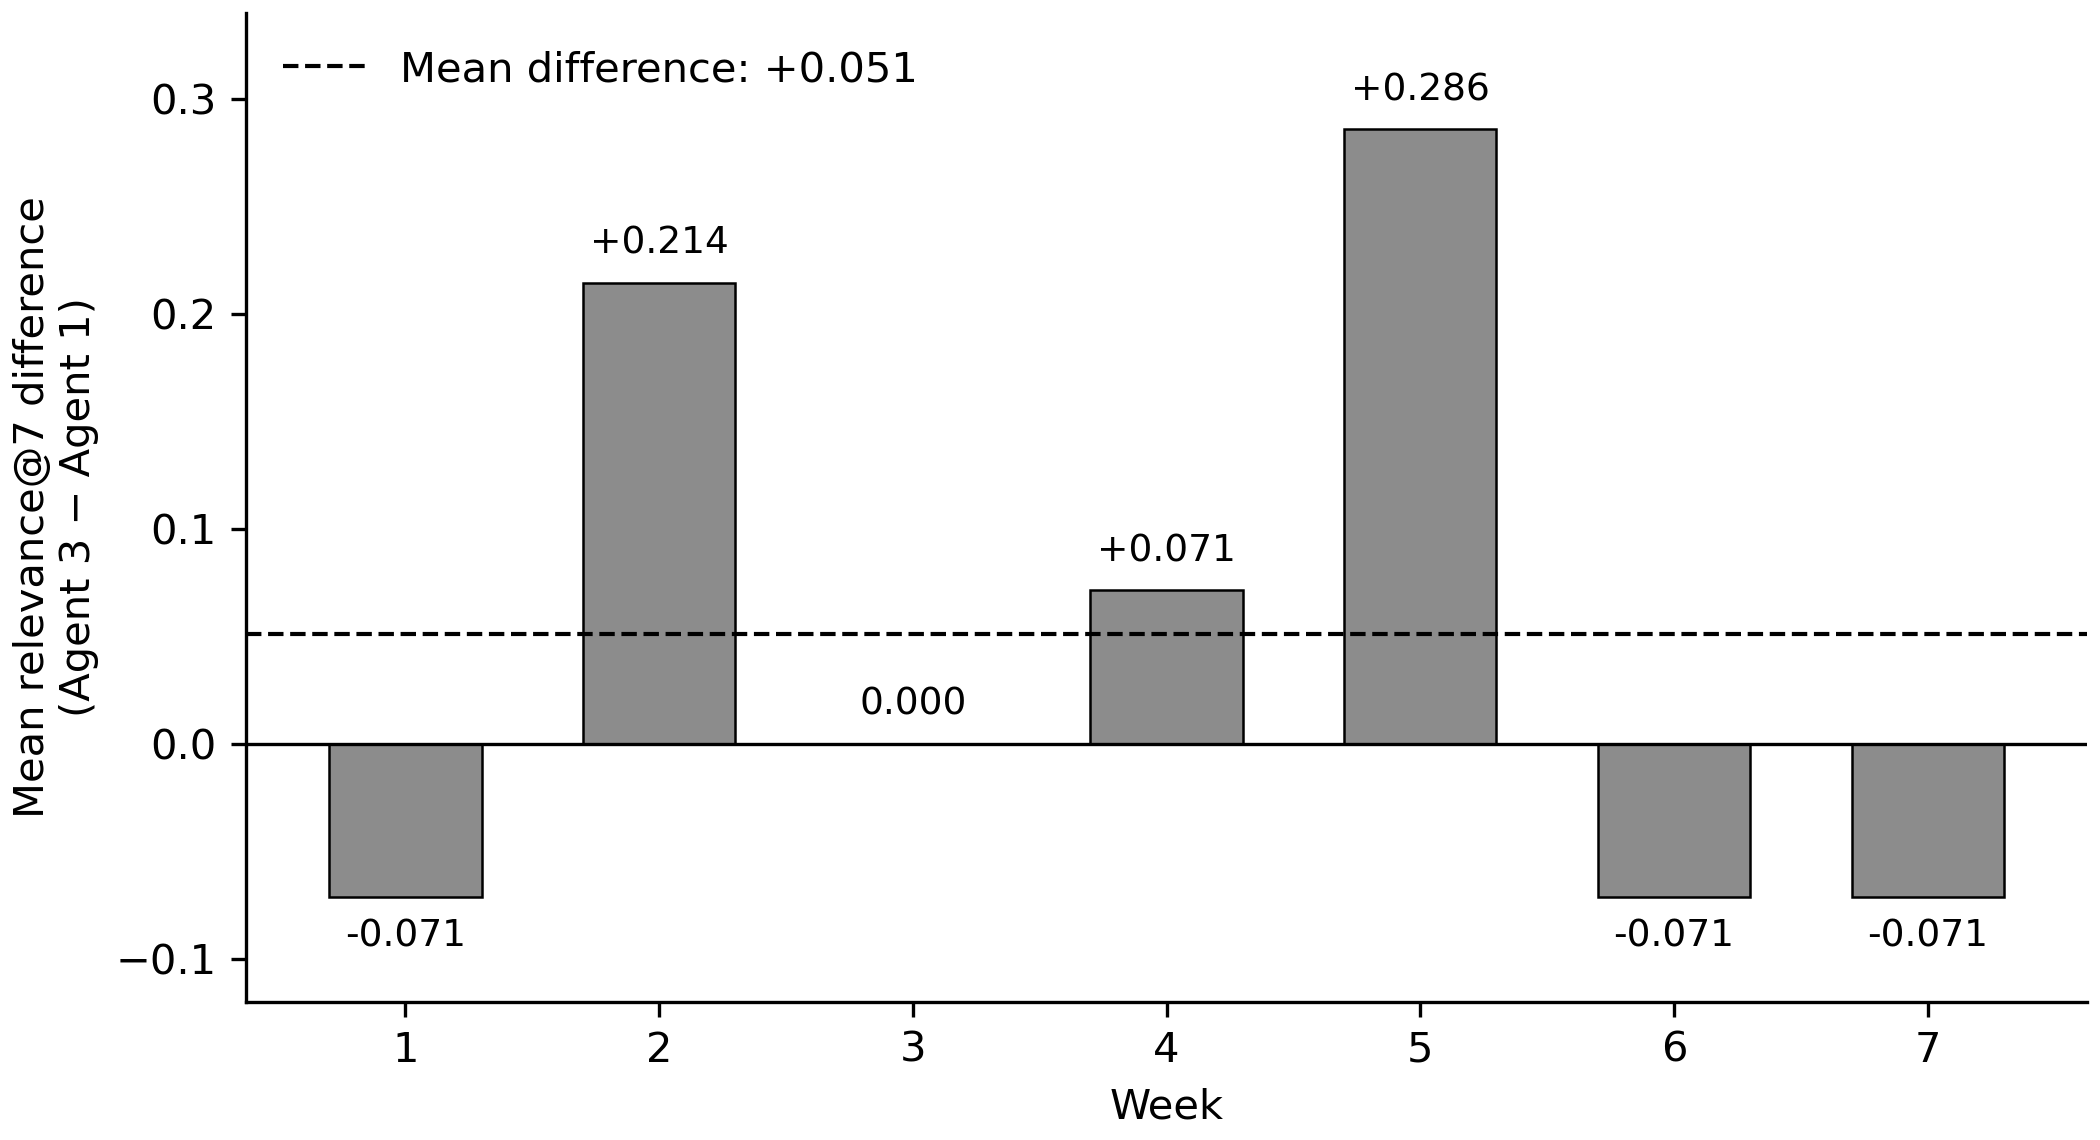 Mean difference: +0.051
Mean relevance@7 difference
(Agent 3 − Agent 1)
0.3
0.2
0.1
0.0
−0.1
-0.071
+0.214
0.000
+0.071
+0.286
-0.071
-0.071
1 2 3 4 5 6 7
Week